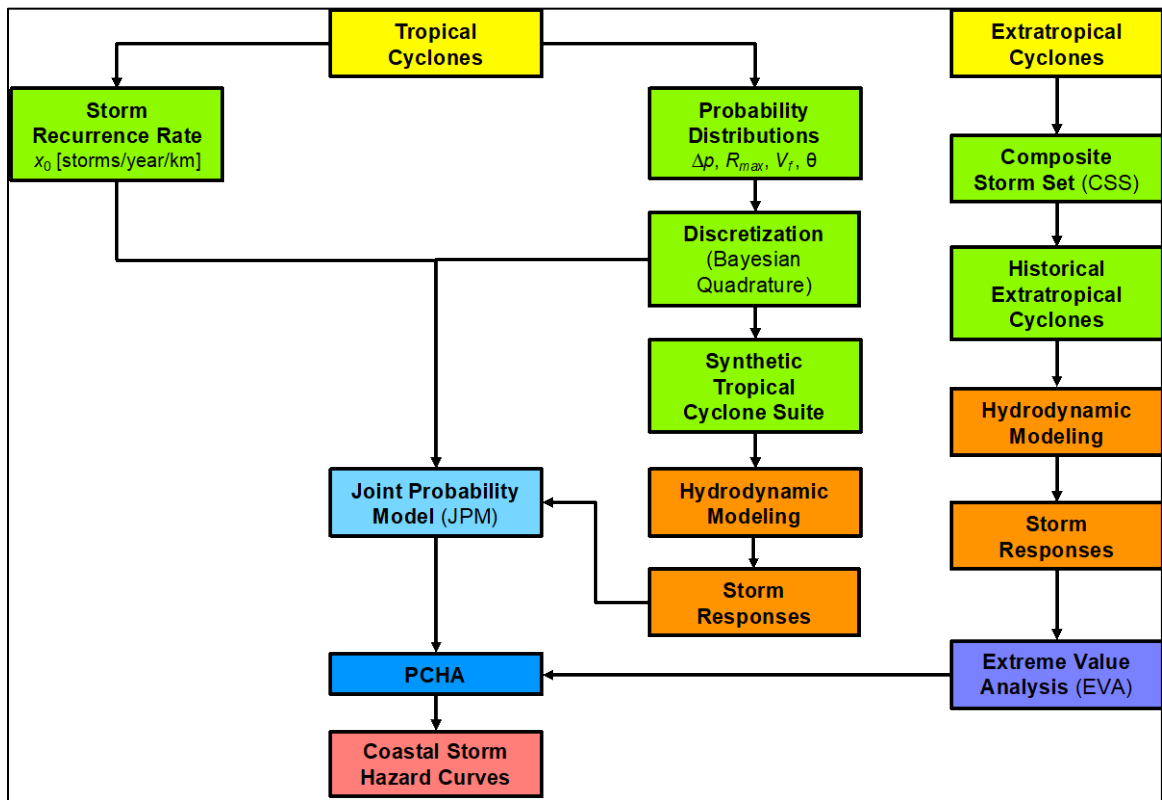 Tropical
Cyclones
Extratropical
Cyclones
Storm
Recurrence Rate
x₀ [storms/year/km]
Probability
Distributions
Δp, Rₘₐₓ, V_f, θ
Composite
Storm Set (CSS)
Discretization
(Bayesian
Quadrature)
Historical
Extratropical
Cyclones
Synthetic
Tropical
Cyclone Suite
Hydrodynamic
Modeling
Joint Probability
Model (JPM)
Hydrodynamic
Modeling
Storm
Responses
Storm
Responses
PCHA
Extreme Value
Analysis (EVA)
Coastal Storm
Hazard Curves